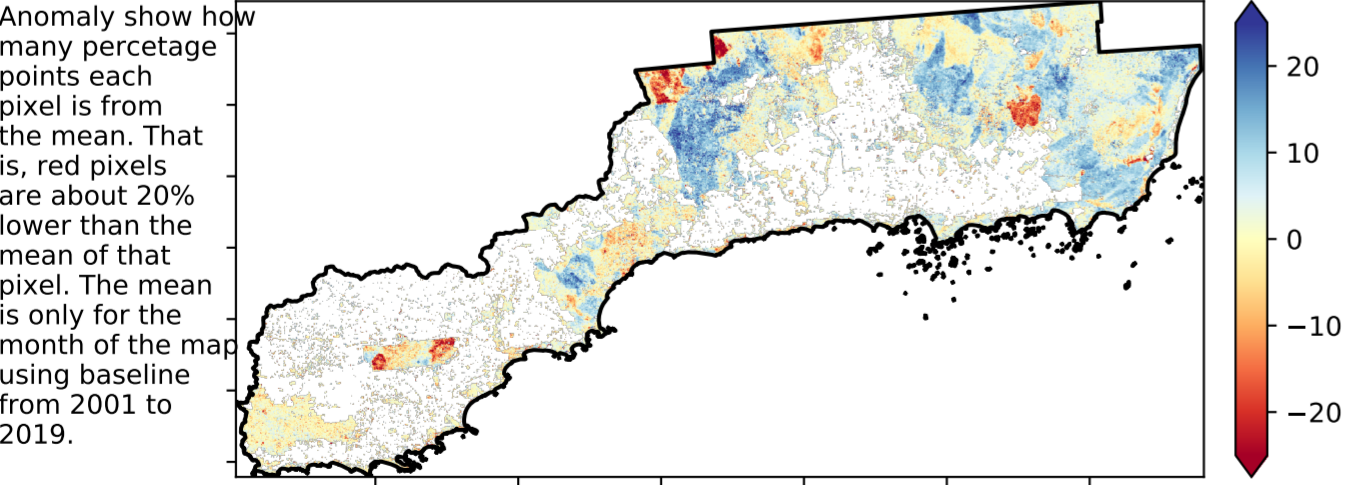 Anomaly show how
many percetage
points each
pixel is from
the mean. That
is, red pixels
are about 20%
lower than the
mean of that
pixel. The mean
is only for the
month of the map
using baseline
from 2001 to
2019.
20
10
0
−10
−20